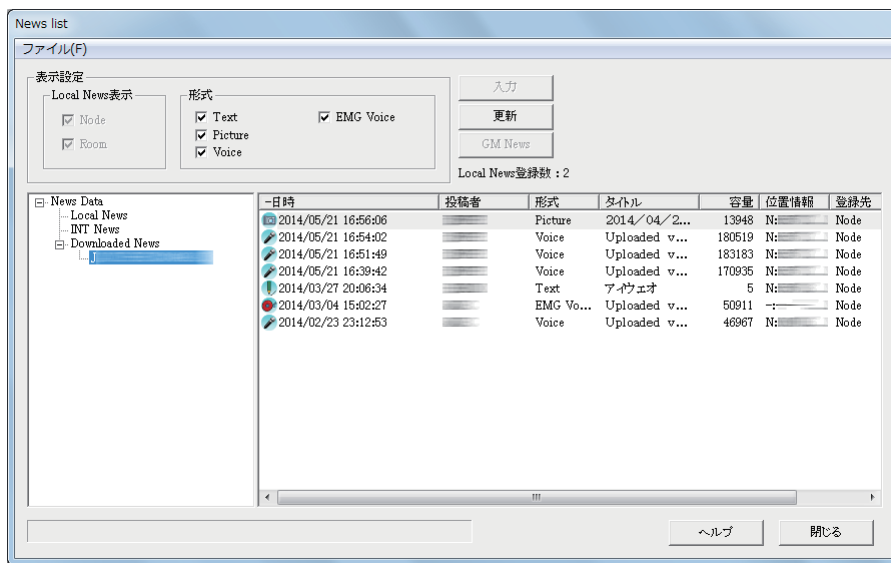 News list
ファイル(F)
表示設定
Local News表示
形式
Node
Room
Text
EMG Voice
Picture
Voice
入力
更新
GM News
Local News登録数：2
News Data
Local News
INT News
Downloaded News
J
-日時 投稿者 形式 タイトル 容量 位置情報 登録先
2014/05/21 16:56:06 Picture 2014／04／2... 13948 N: Node
2014/05/21 16:54:02 Voice Uploaded v... 180519 N: Node
2014/05/21 16:51:49 Voice Uploaded v... 183183 N: Node
2014/05/21 16:39:42 Voice Uploaded v... 170935 N: Node
2014/03/27 20:06:34 Text アイウエオ 5 N: Node
2014/03/04 15:02:27 EMG Vo... Uploaded v... 50911 -: Node
2014/02/23 23:12:53 Voice Uploaded v... 46967 N: Node
ヘルプ
閉じる